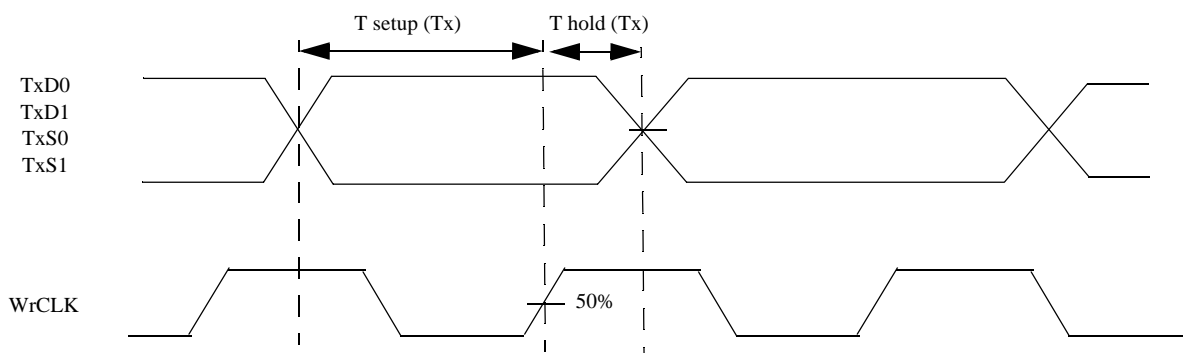 T setup (Tx) T hold (Tx)
TxD0
TxD1
TxS0
TxS1
WrCLK
50%